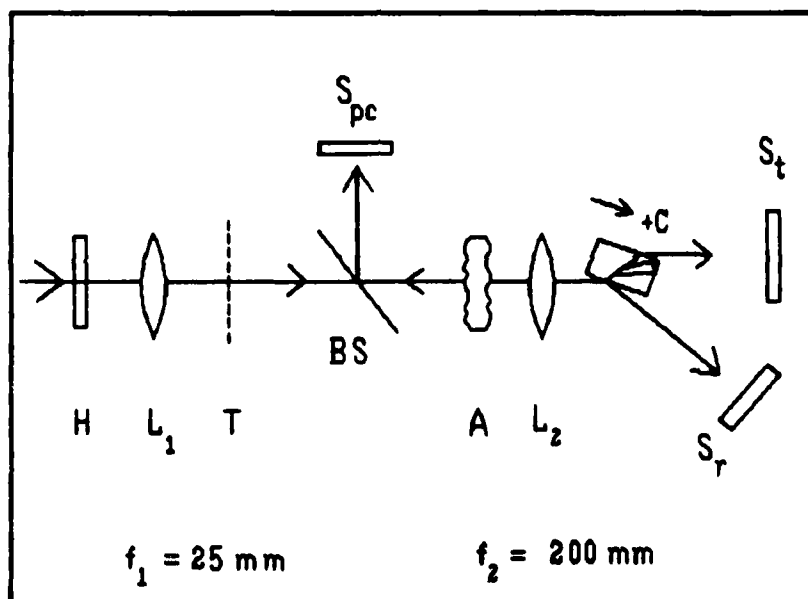 S_pc
S_t
+C
BS
H L_1 T A L_2
S_r
f_1 = 25 mm f_2 = 200 mm